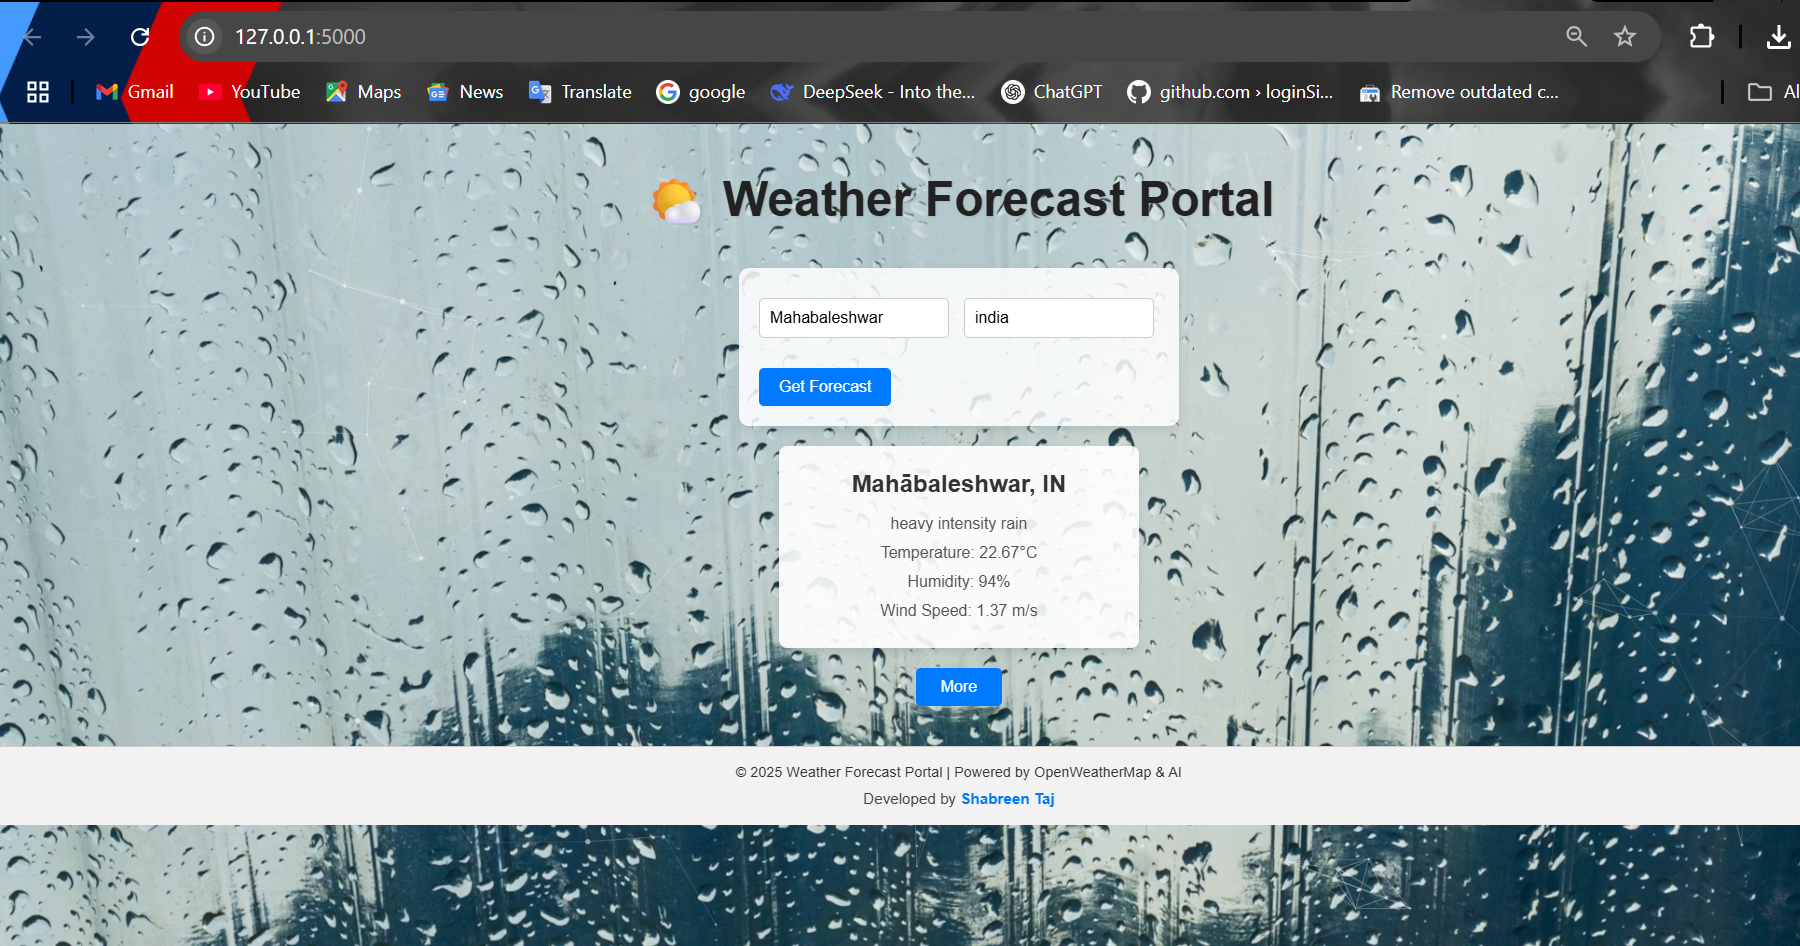 127.0.0.1:5000
Gmail YouTube Maps News Translate google DeepSeek - Into the... ChatGPT github.com › loginSi... Remove outdated c... Al
Weather Forecast Portal
Mahabaleshwar india
Get Forecast
Mahābaleshwar, IN
heavy intensity rain
Temperature: 22.67°C
Humidity: 94%
Wind Speed: 1.37 m/s
More
© 2025 Weather Forecast Portal | Powered by OpenWeatherMap & AI
Developed by Shabreen Taj